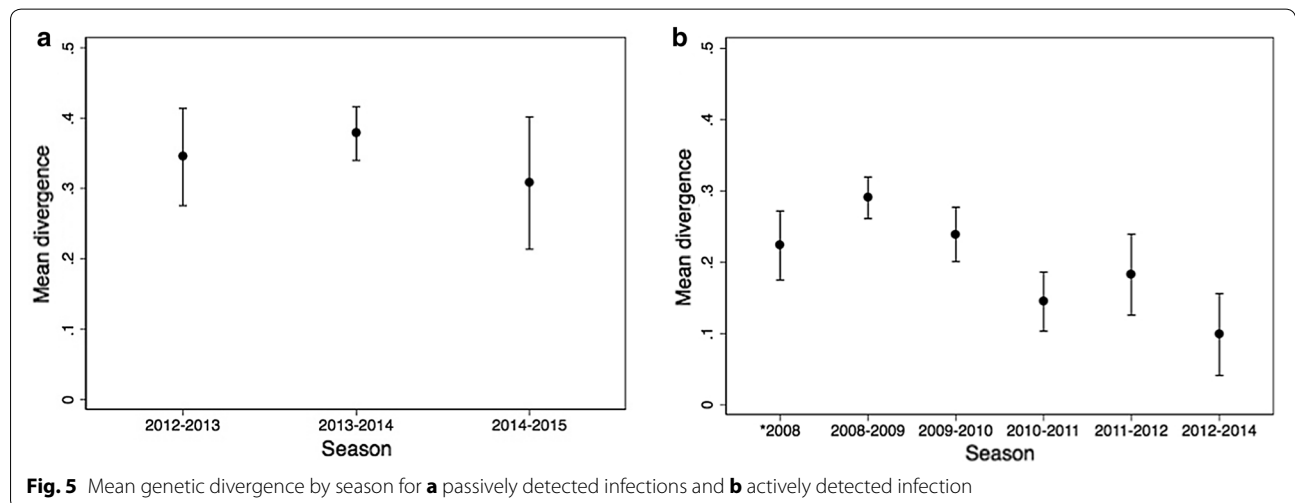 a
.5
.4
.3
.2
.1
0
Mean divergence
2012-2013 2013-2014 2014-2015
Season
b
.5
.4
.3
.2
.1
0
Mean divergence
*2008 2008-2009 2009-2010 2010-2011 2011-2012 2012-2014
Season
Fig. 5 Mean genetic divergence by season for a passively detected infections and b actively detected infection